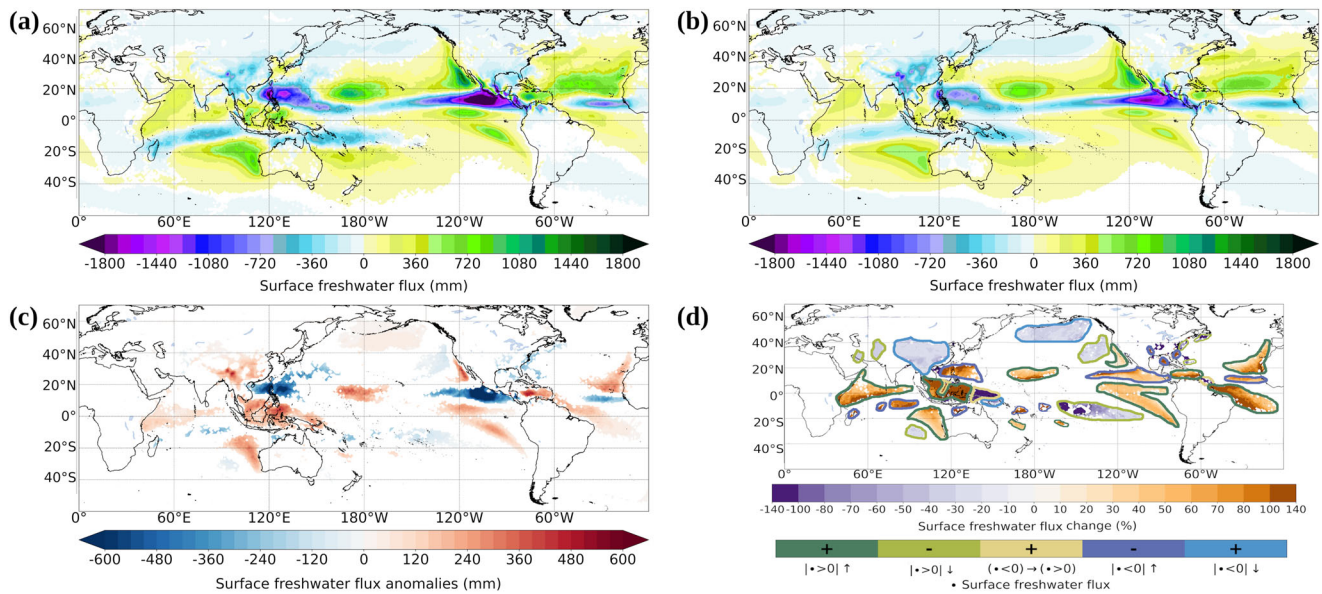 (a)
60°N
40°N
20°N
0°
20°S
40°S
0° 60°E 120°E 180° 120°W 60°W
-1800 -1440 -1080 -720 -360 0 360 720 1080 1440 1800
Surface freshwater flux (mm)
(b)
60°N
40°N
20°N
0°
20°S
40°S
0° 60°E 120°E 180° 120°W 60°W
-1800 -1440 -1080 -720 -360 0 360 720 1080 1440 1800
Surface freshwater flux (mm)
(c)
60°N
40°N
20°N
0°
20°S
40°S
0° 60°E 120°E 180° 120°W 60°W
-600 -480 -360 -240 -120 0 120 240 360 480 600
Surface freshwater flux anomalies (mm)
(d)
60°N
40°N
20°N
0°
20°S
40°S
0° 60°E 120°E 180° 120°W 60°W
-140 -100 -80 -70 -60 -50 -40 -30 -20 -10 0 10 20 30 40 50 60 70 80 100 140
Surface freshwater flux change (%)
+ - + - +
|•>0| ↑ |•>0| ↓ (•<0) → (•>0) |•<0| ↑ |•<0| ↓
• Surface freshwater flux